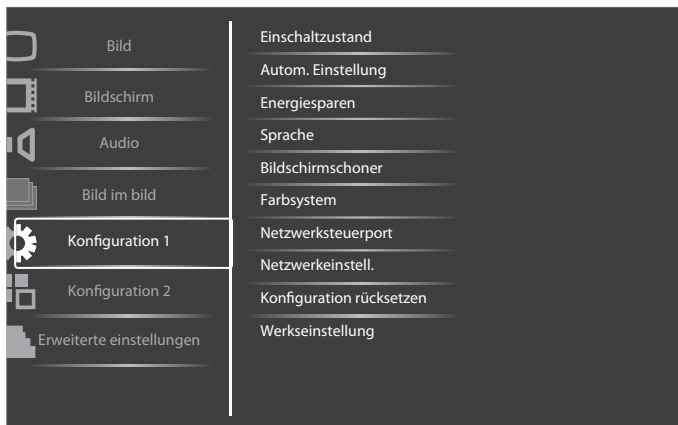 Bild
Bildschirm
Audio
Bild im bild
Konfiguration 1
Konfiguration 2
Erweiterte einstellungen
Einschaltzustand
Autom. Einstellung
Energiesparen
Sprache
Bildschirmschoner
Farbsystem
Netzwerksteuerport
Netzwerkeinstell.
Konfiguration rücksetzen
Werkseinstellung